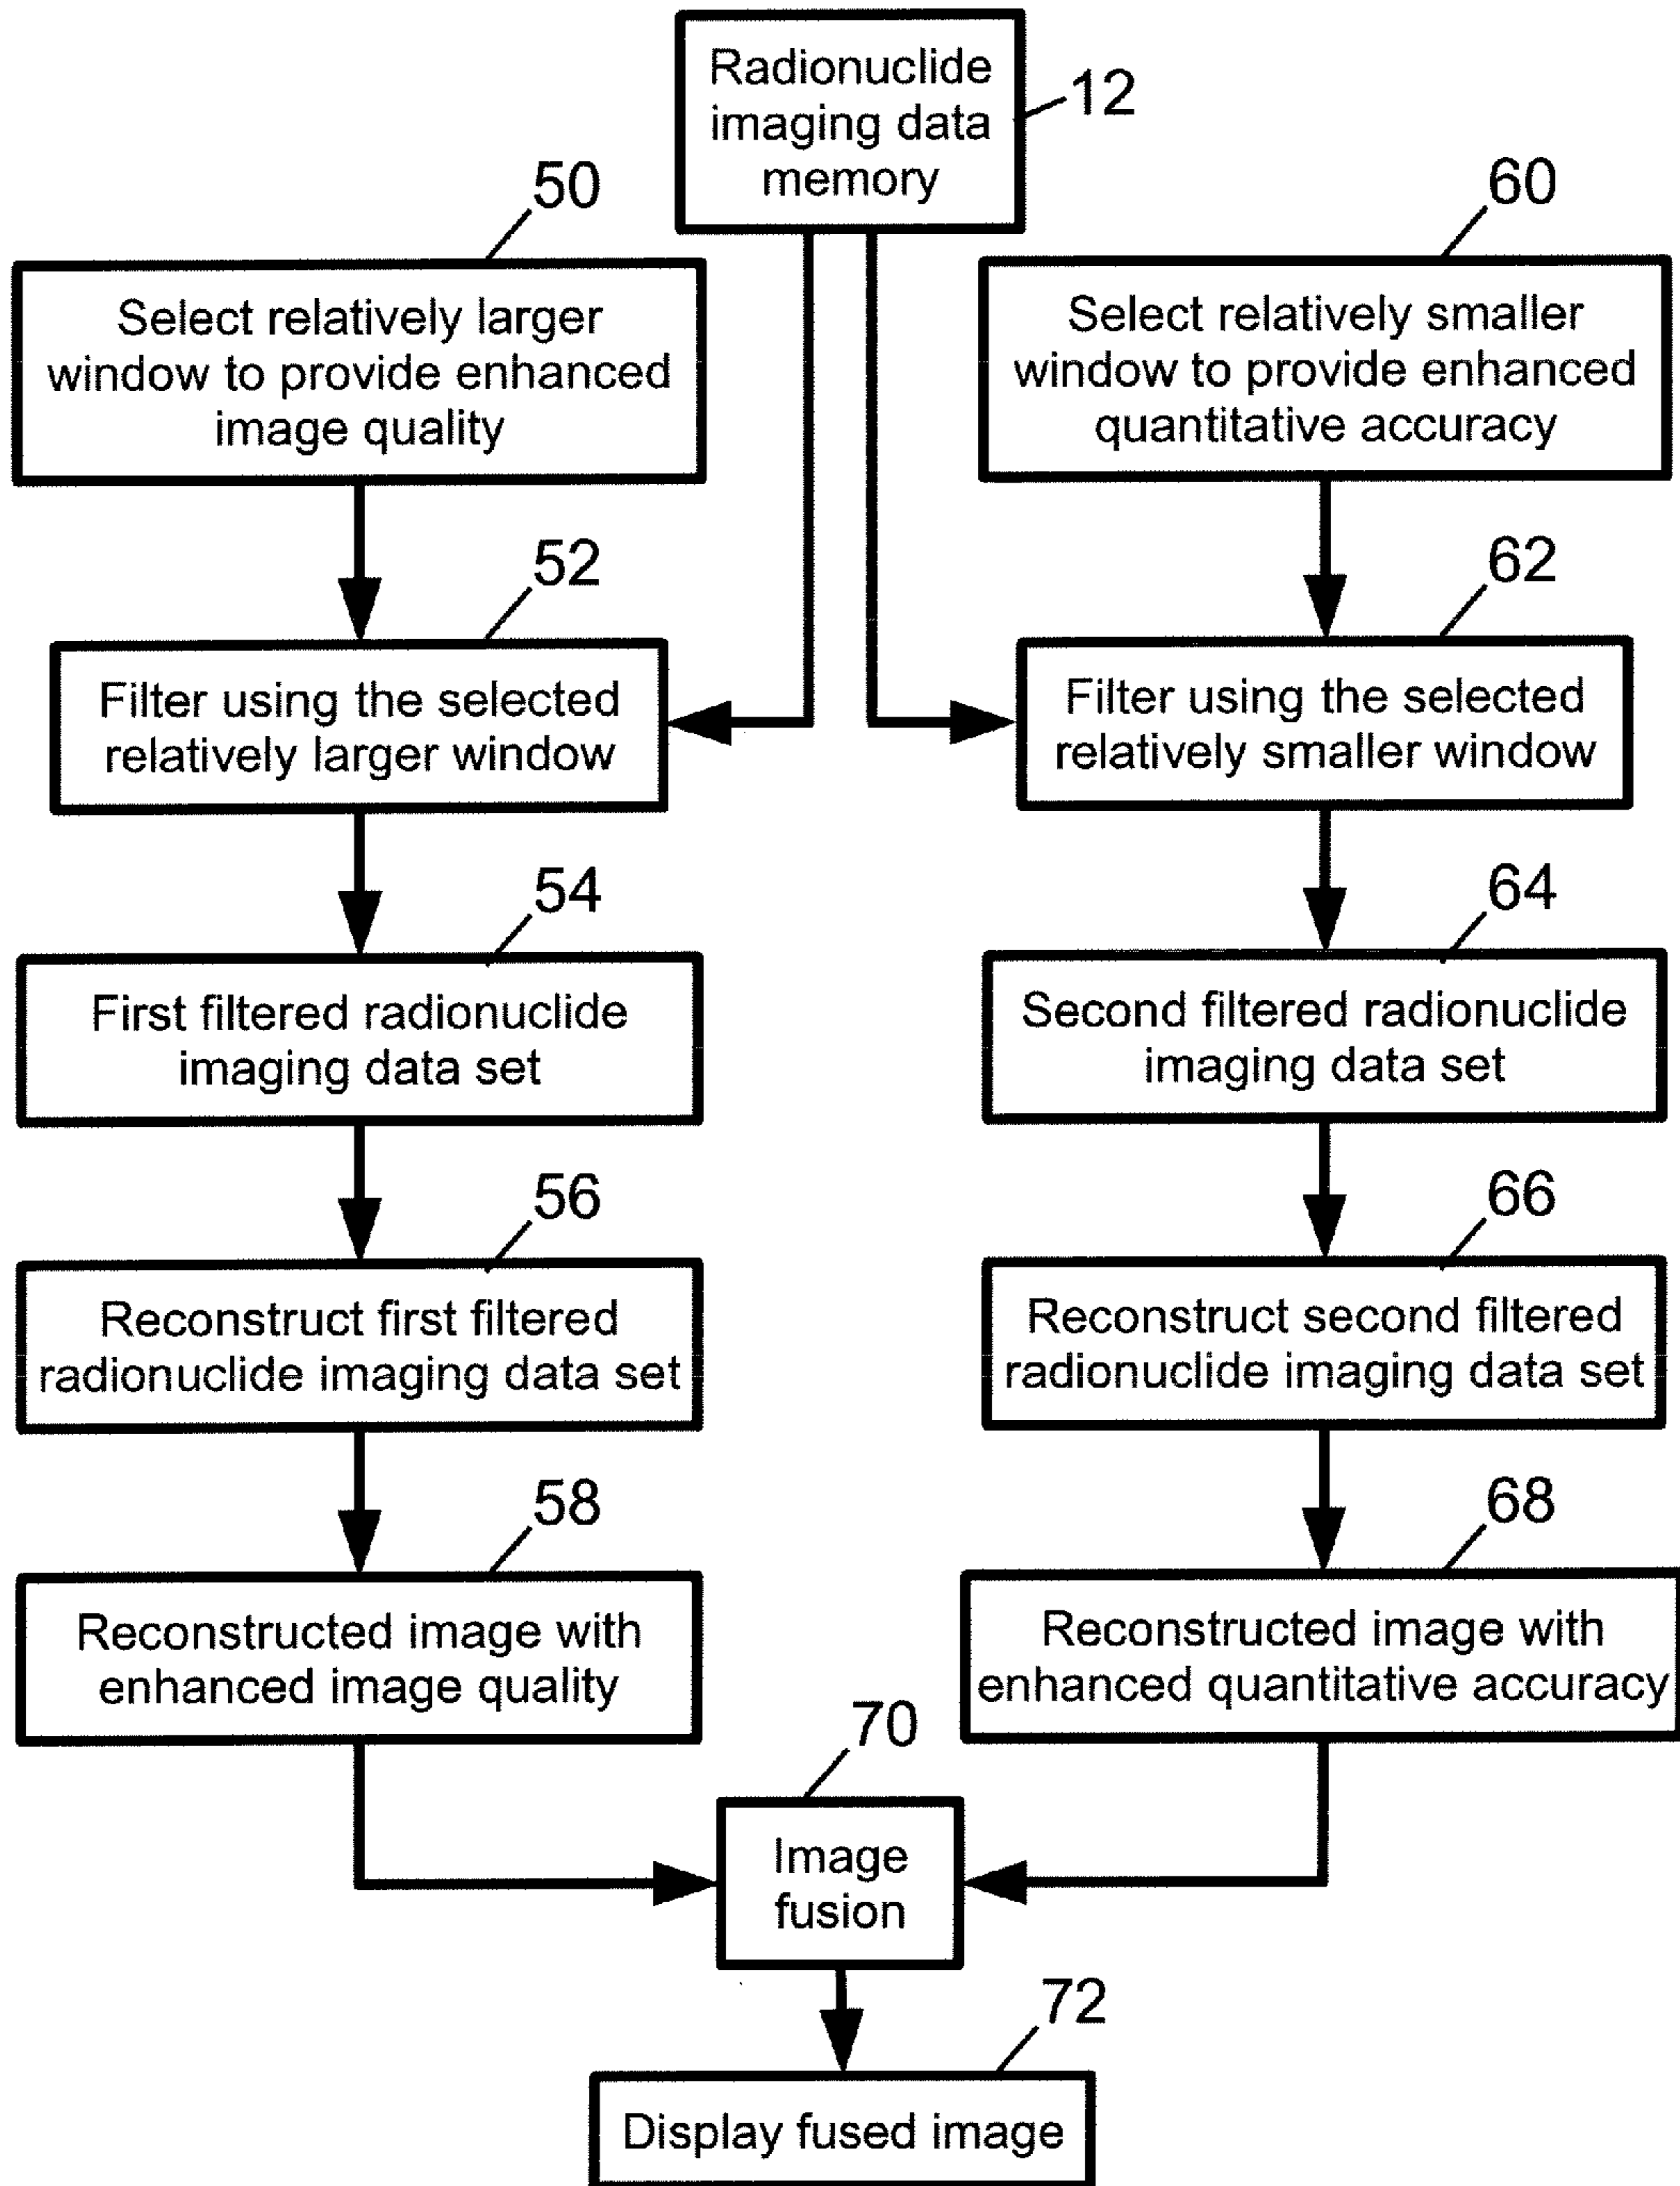 Radionuclide
imaging data
memory
12
50
Select relatively larger
window to provide enhanced
image quality
60
Select relatively smaller
window to provide enhanced
quantitative accuracy
52
Filter using the selected
relatively larger window
62
Filter using the selected
relatively smaller window
54
First filtered radionuclide
imaging data set
64
Second filtered radionuclide
imaging data set
56
Reconstruct first filtered
radionuclide imaging data set
66
Reconstruct second filtered
radionuclide imaging data set
58
Reconstructed image with
enhanced image quality
68
Reconstructed image with
enhanced quantitative accuracy
70
Image
fusion
72
Display fused image